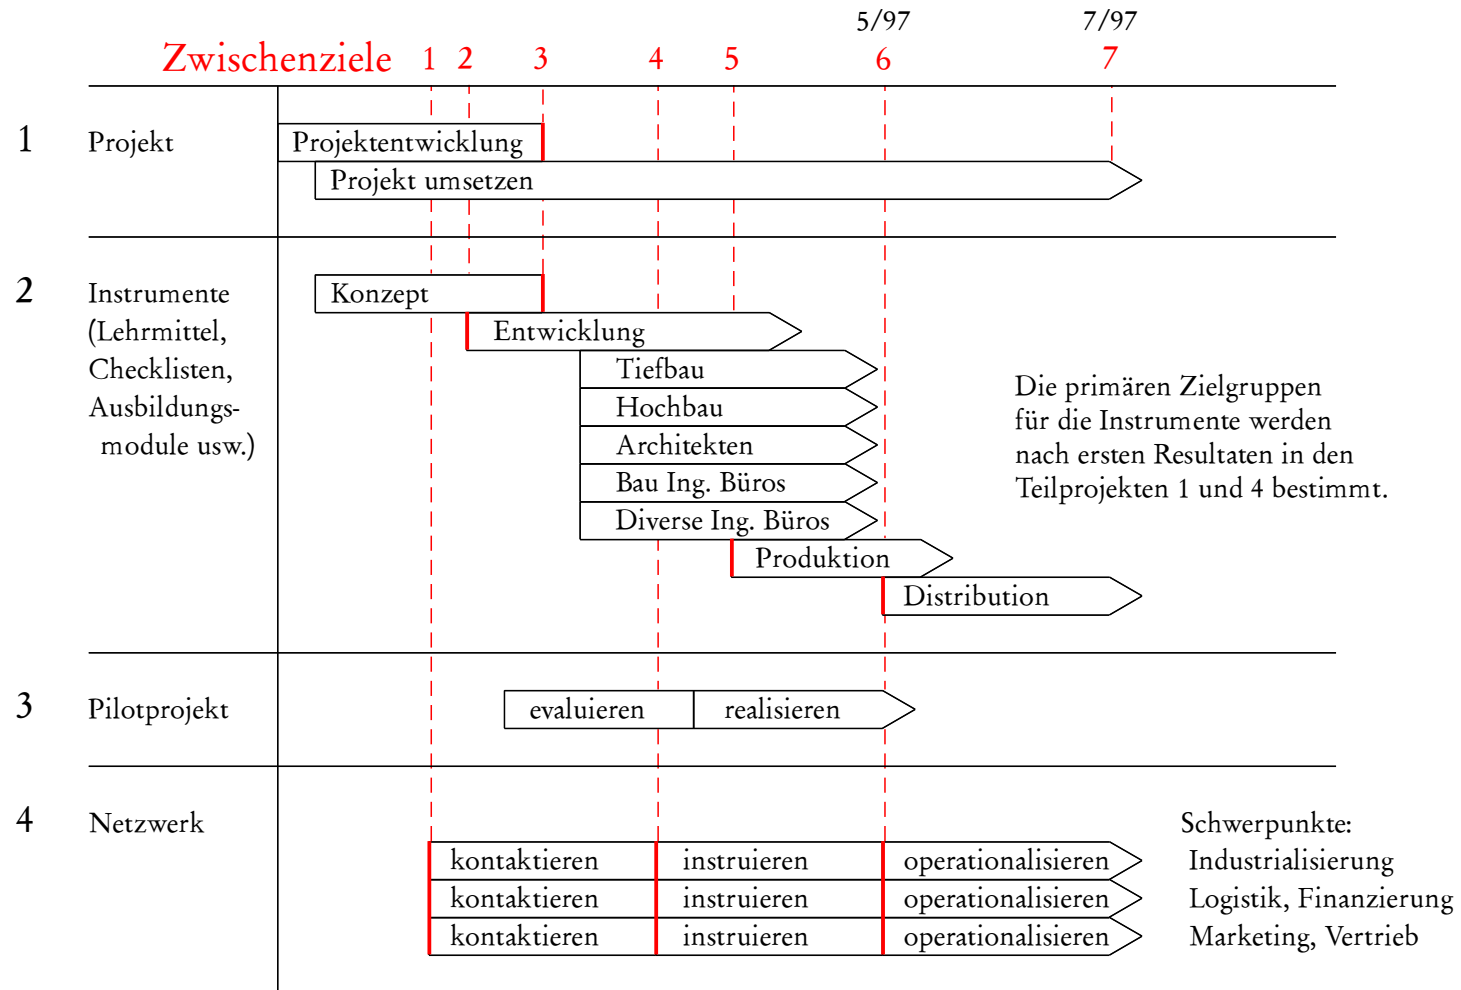 5/97 7/97
Zwischenziele 1 2 3 4 5 6 7
1 Projekt Projektentwicklung
Projekt umsetzen
2 Instrumente Konzept
(Lehrmittel, Entwicklung
Checklisten, Tiefbau
Ausbildungs- Hochbau
module usw.) Architekten
Bau Ing. Büros
Diverse Ing. Büros
Produktion
Distribution
Die primären Zielgruppen
für die Instrumente werden
nach ersten Resultaten in den
Teilprojekten 1 und 4 bestimmt.
3 Pilotprojekt evaluieren realisieren
4 Netzwerk Schwerpunkte:
kontaktieren instruieren operationalisieren Industrialisierung
kontaktieren instruieren operationalisieren Logistik, Finanzierung
kontaktieren instruieren operationalisieren Marketing, Vertrieb